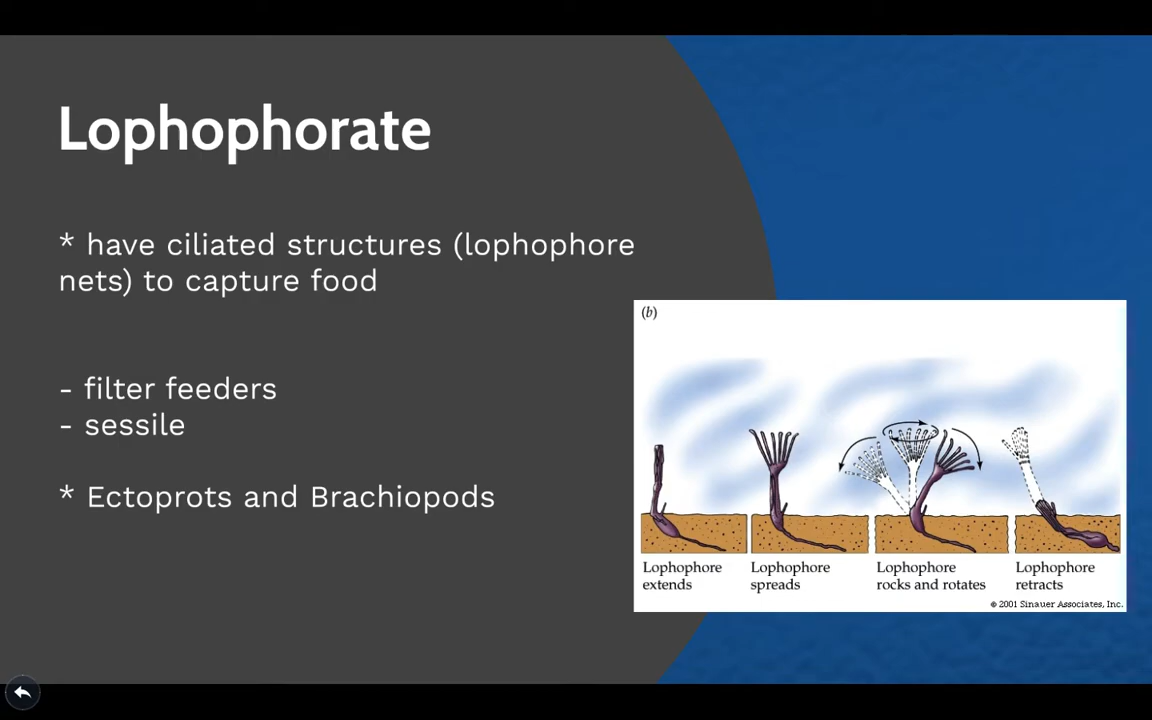 Lophophorate
* have ciliated structures (lophophore
nets) to capture food
- filter feeders
- sessile
* Ectoprots and Brachiopods
(b)
Lophophore
extends
Lophophore
spreads
Lophophore
rocks and rotates
Lophophore
retracts
© 2001 Sinauer Associates, Inc.